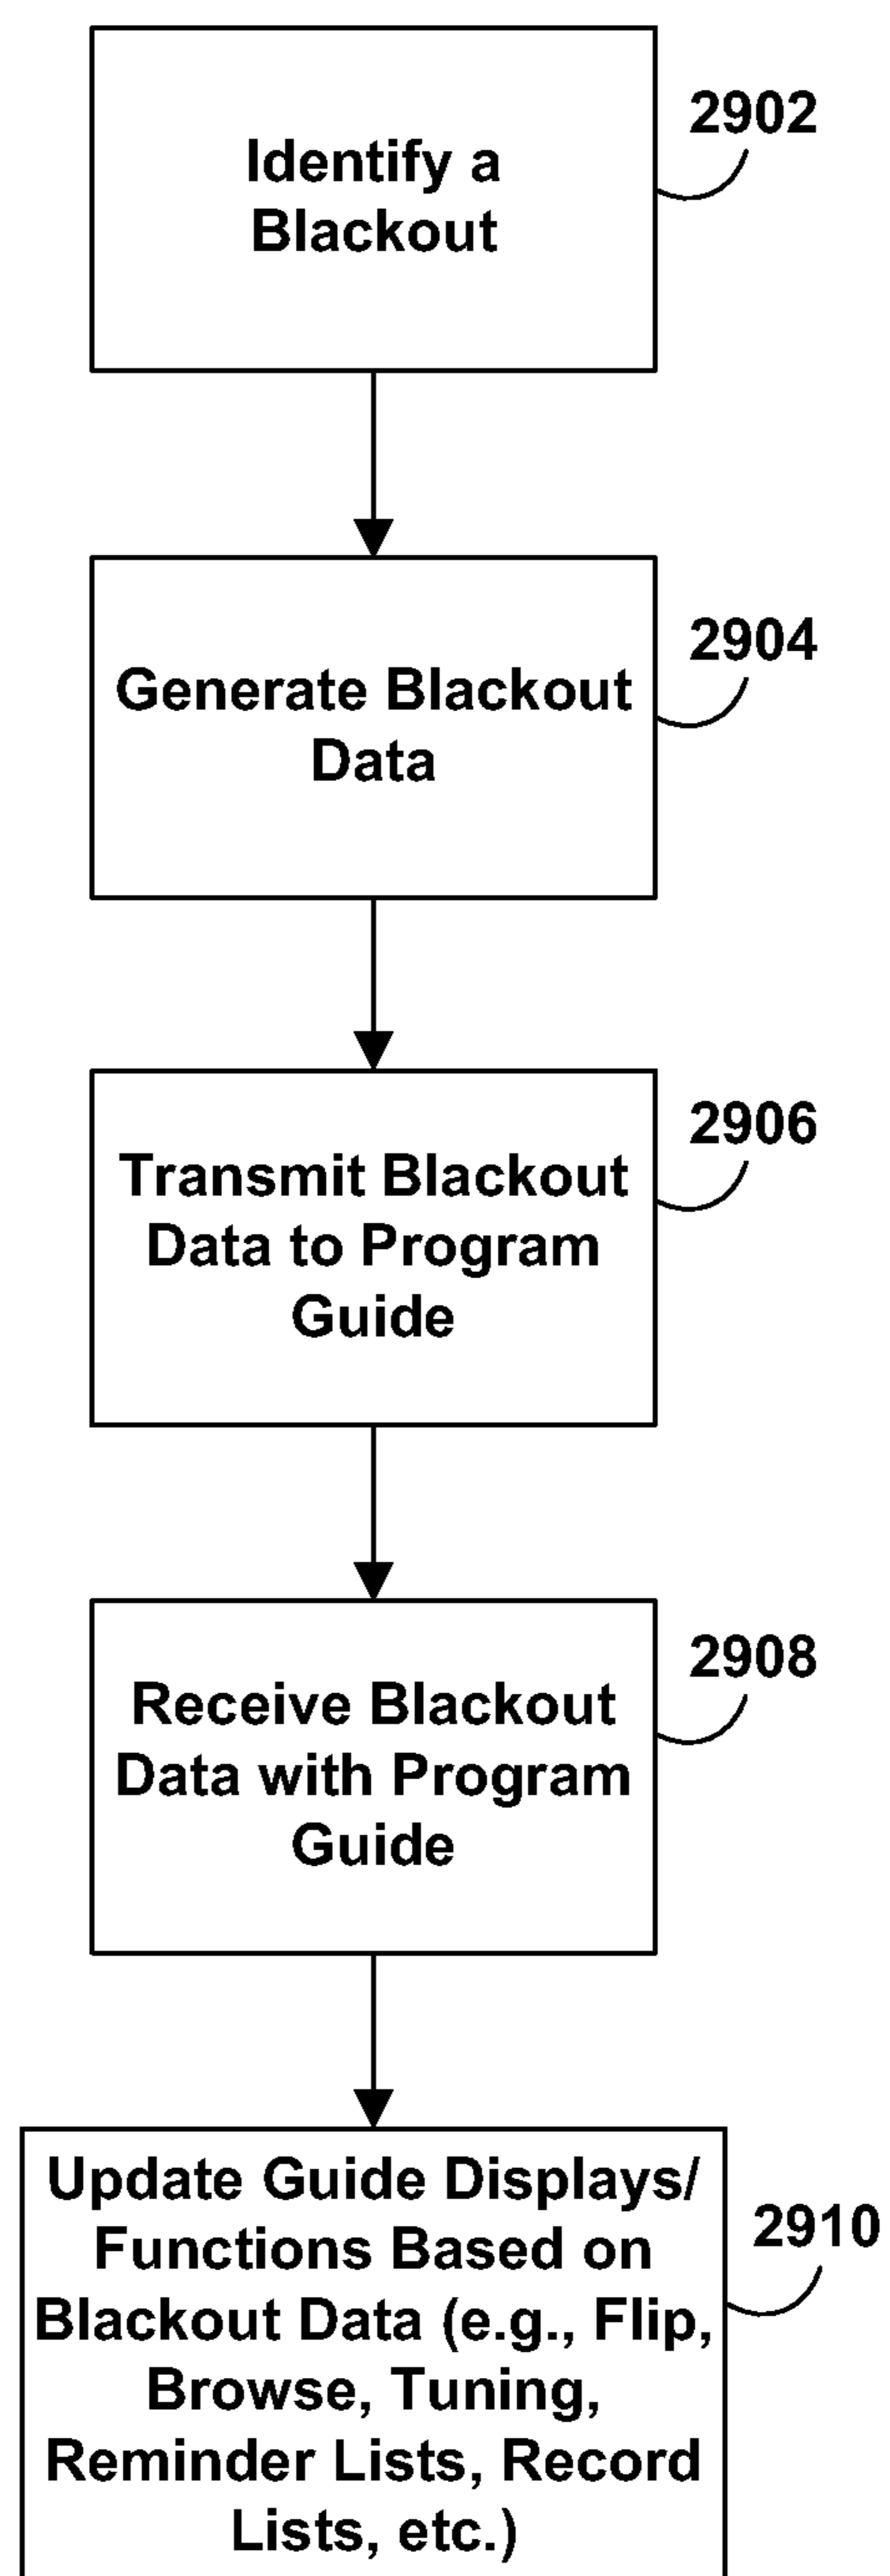 2902
Identify a
Blackout
2904
Generate Blackout
Data
2906
Transmit Blackout
Data to Program
Guide
2908
Receive Blackout
Data with Program
Guide
2910
Update Guide Displays/
Functions Based on
Blackout Data (e.g., Flip,
Browse, Tuning,
Reminder Lists, Record
Lists, etc.)